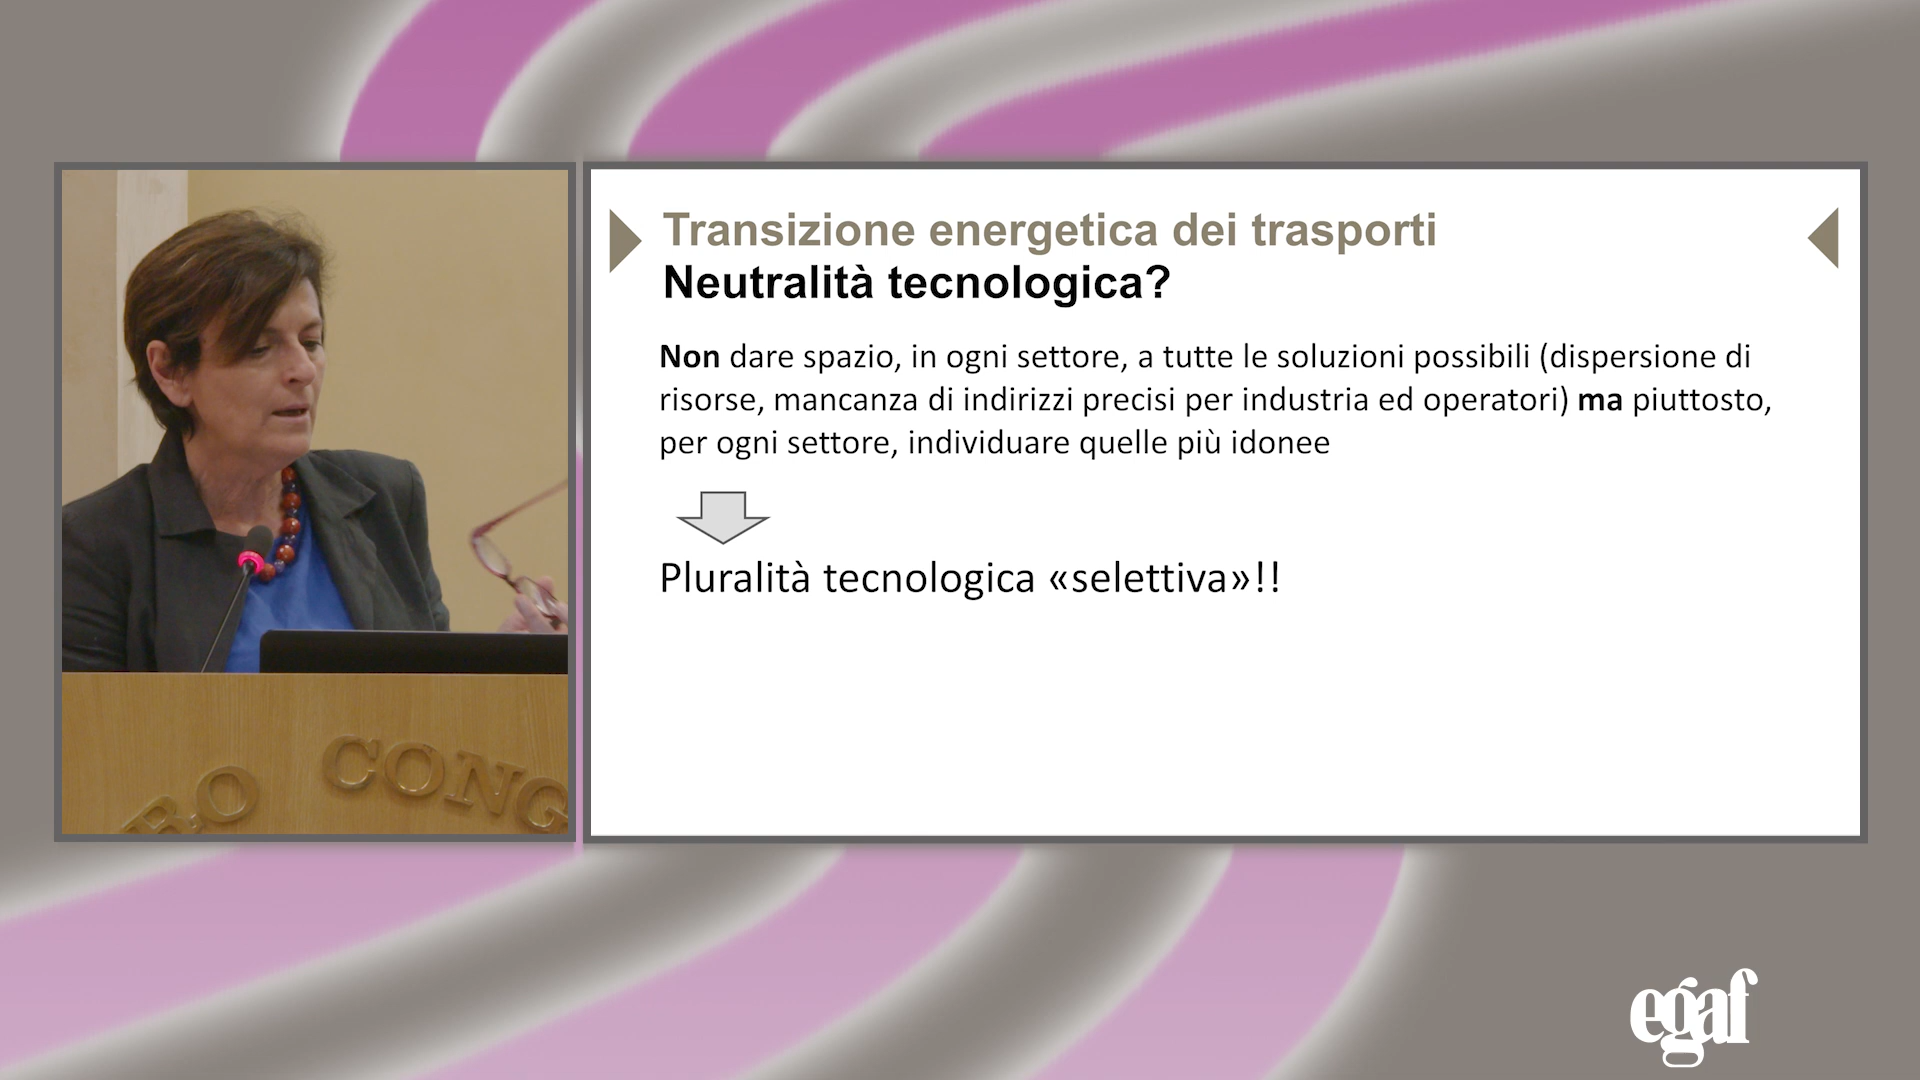 Transizione energetica dei trasporti
Neutralità tecnologica?
Non dare spazio, in ogni settore, a tutte le soluzioni possibili (dispersione di
risorse, mancanza di indirizzi precisi per industria ed operatori) ma piuttosto,
per ogni settore, individuare quelle più idonee
Pluralità tecnologica «selettiva»!!
RO CONG
egaf